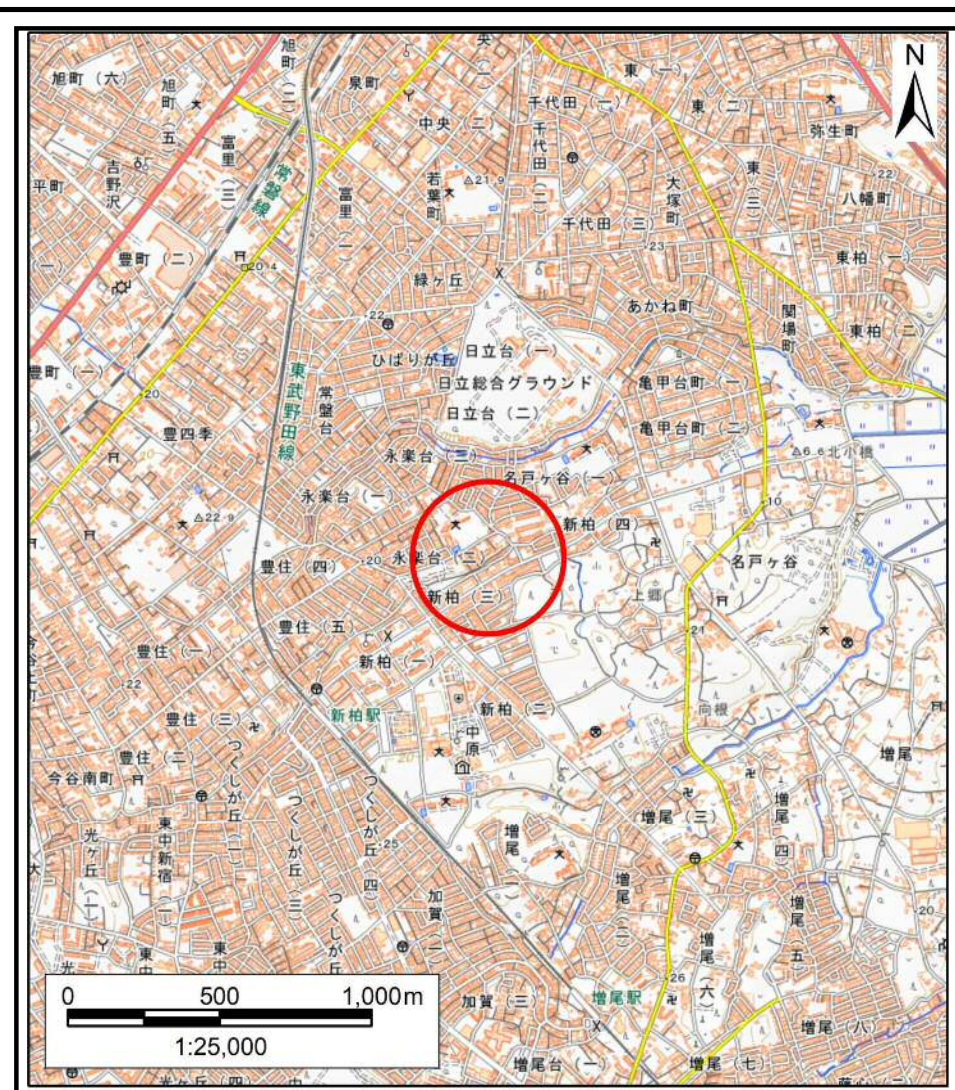 旭町（六）
旭町（二）
泉町
中央（二）
東（一）
東（二）
千代田（一）
弥生町
旭町（五）
吉野沢
富里（三）
常磐線
平町
若葉町
△21.9
千代田（二）
大塚町
東（三）
八幡町
22
富里（一）
千代田（三）
23
豊町（二）
20.4
緑ヶ丘
東柏（一）
あかね町
関場町
22
ひばりが丘
日立台（一）
東柏（二）
日立総合グラウンド
亀甲台町（一）
豊町（一）
20
東武野田線
常盤台
日立台（二）
亀甲台町（二）
豊四季
永楽台（三）
△6.6
北小橋
名戸ヶ谷（一）
永楽台（一）
10
△22.9
新柏（四）
20
永楽台（二）
名戸ヶ谷
豊住（四）
上郷
新柏（三）
豊住（五）
21
豊住（一）
新柏（一）
22
新柏（二）
向根
新柏駅
豊住（三）
中原
増尾
豊住（二）
今谷南町
つくしが丘（二）
つくしが丘（三）
つくしが丘（四）
25
増尾（三）
増尾（四）
光ヶ丘
東中新宿（一）
増尾（一）
増尾（二）
加賀（二）
つくしが丘
増尾（五）
20
増尾（六）
26
加賀（三）
増尾駅
増尾（八）
増尾台（一）
増尾（七）
光ヶ丘（四）
N
0 500 1,000m
1:25,000